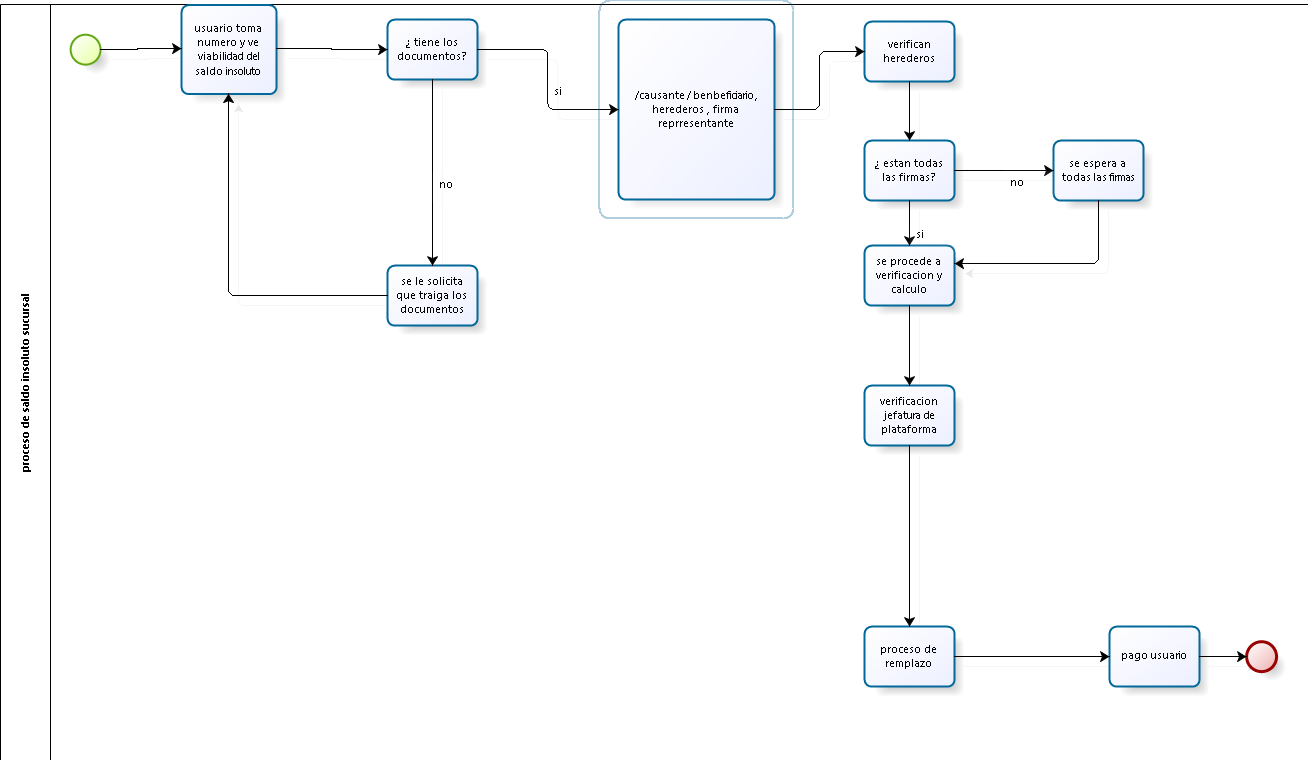 proceso de saldo insoluto sucursal
usuario toma
numero y ve
viabilidad del
saldo insoluto
¿ tiene los
documentos?
si
no
se le solicita
que traiga los
documentos
/causante / benbeficiario,
herederos , firma
reprresentante
verifican
herederos
¿ estan todas
las firmas?
no
se espera a
todas las firmas
si
se procede a
verificacion y
calculo
verificacion
jefatura de
plataforma
proceso de
remplazo
pago usuario